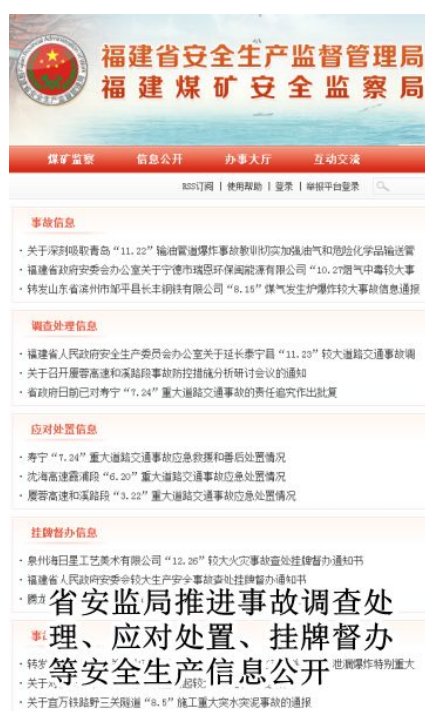 福建省安全生产监督管理局
福建煤矿安全监察局
煤矿监察 信息公开 办事大厅 互动交流
RSS订阅 | 使用帮助 | 登录 | 举报平台登录
事故信息
· 关于深刻吸取青岛“11.22”输油管道爆炸事故教训切实加强油气和危险化学品输送管
· 福建省政府安委会办公室关于宁德市瑞恩环保闽能源有限公司“10.27烟气中毒较大事
· 转发山东省滨州市邹平县长丰钢铁有限公司“8.15”煤气发生炉爆炸较大事故信息通报
调查处理信息
· 福建省人民政府安全生产委员会办公室关于延长泰宁县“11.23”较大道路交通事故调
· 关于召开厦蓉高速和溪路段事故防控措施分析研讨会议的通知
· 省政府日前已对寿宁“7.24”重大道路交通事故的责任追究作出批复
应对处置信息
· 寿宁“7.24”重大道路交通事故应急救援和善后处置情况
· 沈海高速霞浦段“6.20”重大道路交通事故应急处置情况
· 厦蓉高速和溪路段“3.22”重大道路交通事故应急处置情况
挂牌督办信息
· 泉州海日星工艺美术有限公司“12.26”较大火灾事故查处挂牌督办通知书
· 福建省人民政府安委会较大生产安全事故查处挂牌督办通知书
· 腾龙
省安监局推进事故调查处
理、应对处置、挂牌督办
等安全生产信息公开
· 转发 泄漏爆炸特别重大
· 关于 起较
· 关于宜万铁路野三关隧道“8.5”施工重大突水突泥事故的通报